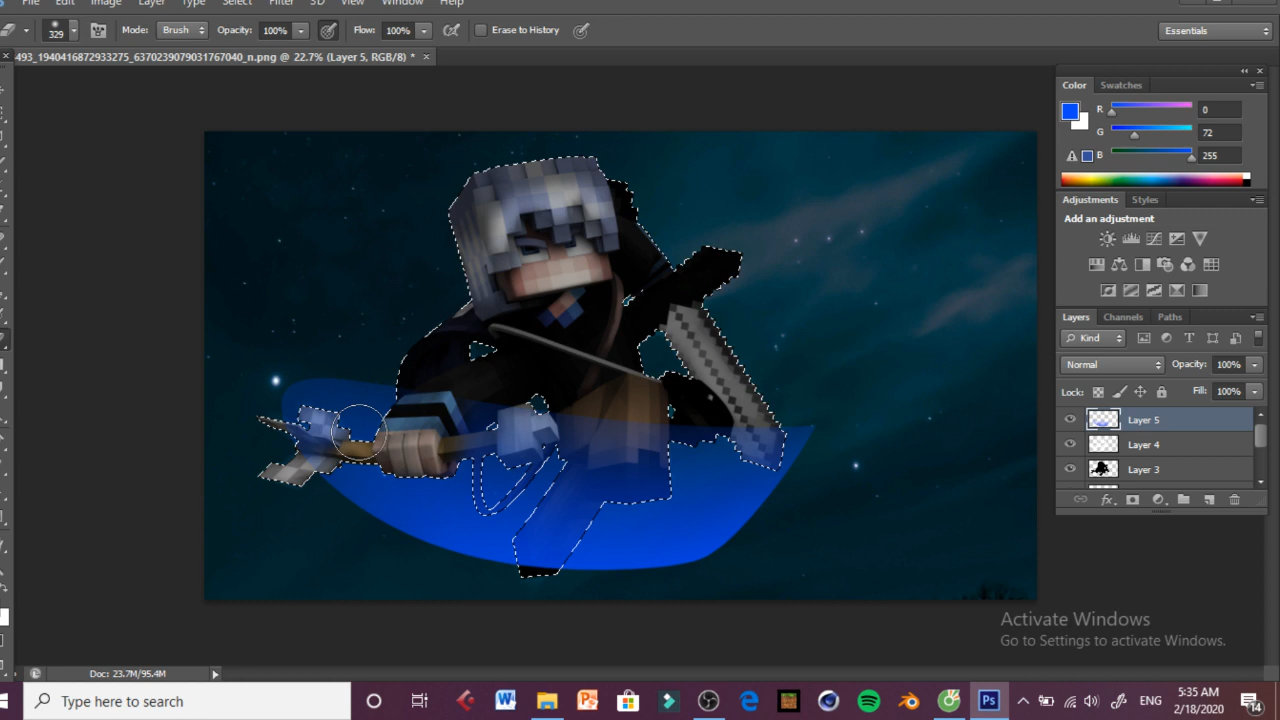 File Edit Image Layer Type Select Filter 3D View Window Help
329 Mode: Brush Opacity: 100% Flow: 100% Erase to History Essentials
493_1940416872933275_6370239079031767040_n.png @ 22.7% (Layer 5, RGB/8) * ×
Color Swatches
R 0
G 72
B 255
Adjustments Styles
Add an adjustment
Layers Channels Paths
Kind
Normal Opacity: 100%
Lock: Fill: 100%
Layer 5
Layer 4
Layer 3
fx
Activate Windows
Go to Settings to activate Windows.
Doc: 23.7M/95.4M
Type here to search
ENG
5:35 AM
2/18/2020
14
Ps